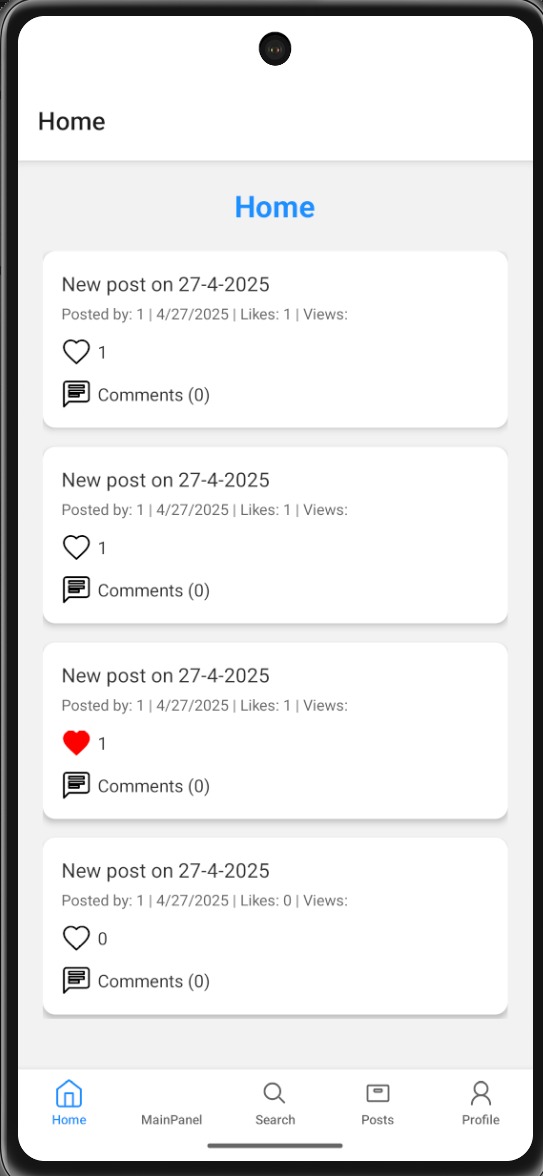 Home
Home
New post on 27-4-2025
Posted by: 1 | 4/27/2025 | Likes: 1 | Views:
1
Comments (0)
New post on 27-4-2025
Posted by: 1 | 4/27/2025 | Likes: 1 | Views:
1
Comments (0)
New post on 27-4-2025
Posted by: 1 | 4/27/2025 | Likes: 1 | Views:
1
Comments (0)
New post on 27-4-2025
Posted by: 1 | 4/27/2025 | Likes: 0 | Views:
0
Comments (0)
Home MainPanel Search Posts Profile